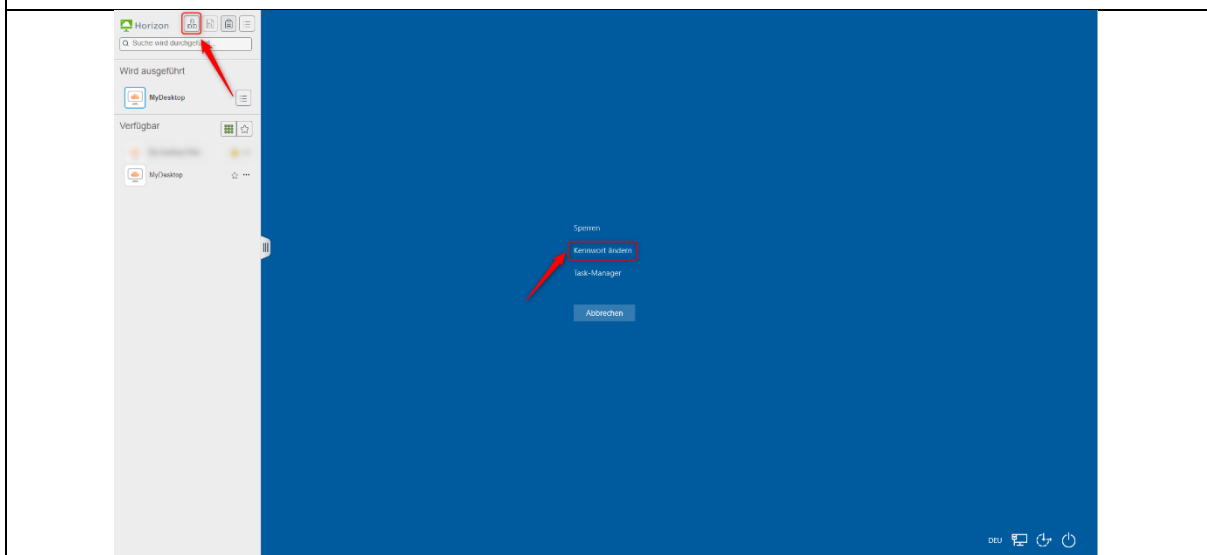 Horizon
Suche wird durchgeführt...
Wird ausgeführt
MyDesktop
Verfügbar
MyDesktop
Sperren
Kennwort ändern
Task-Manager
Abbrechen
DEU